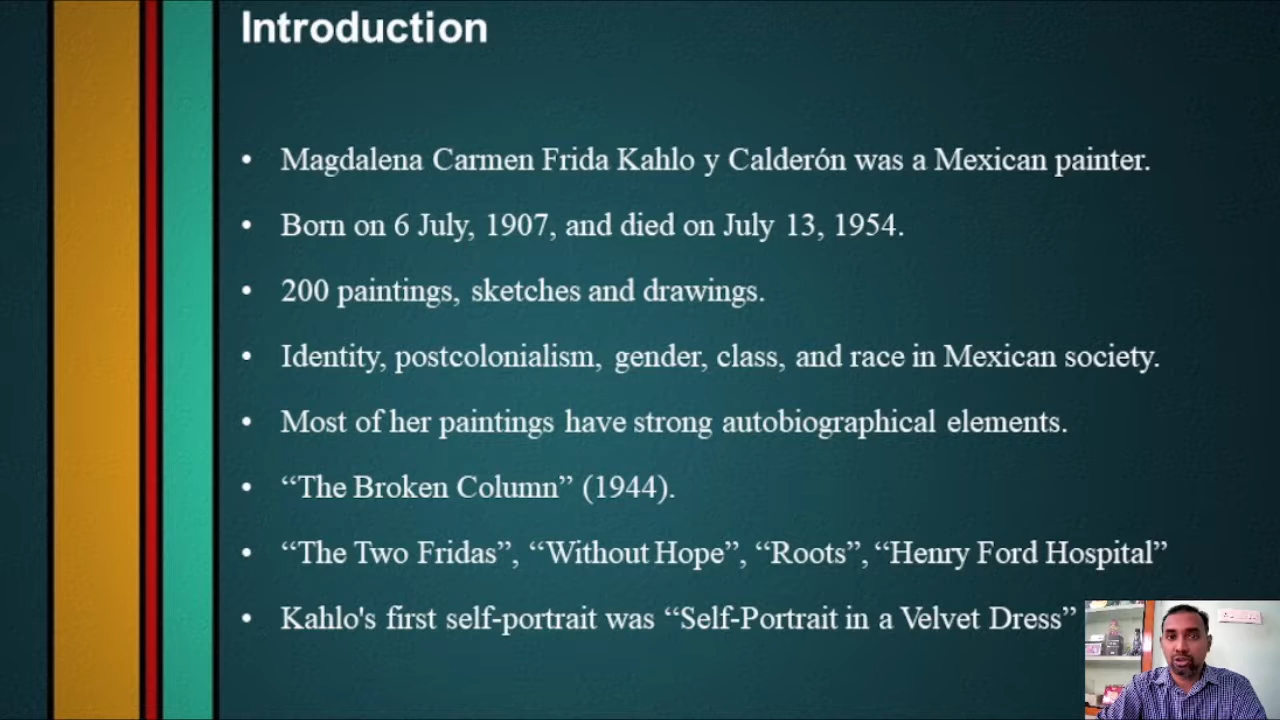 Introduction
• Magdalena Carmen Frida Kahlo y Calderón was a Mexican painter.
• Born on 6 July, 1907, and died on July 13, 1954.
• 200 paintings, sketches and drawings.
• Identity, postcolonialism, gender, class, and race in Mexican society.
• Most of her paintings have strong autobiographical elements.
• “The Broken Column” (1944).
• “The Two Fridas”, “Without Hope”, “Roots”, “Henry Ford Hospital”
• Kahlo's first self-portrait was “Self-Portrait in a Velvet Dress”